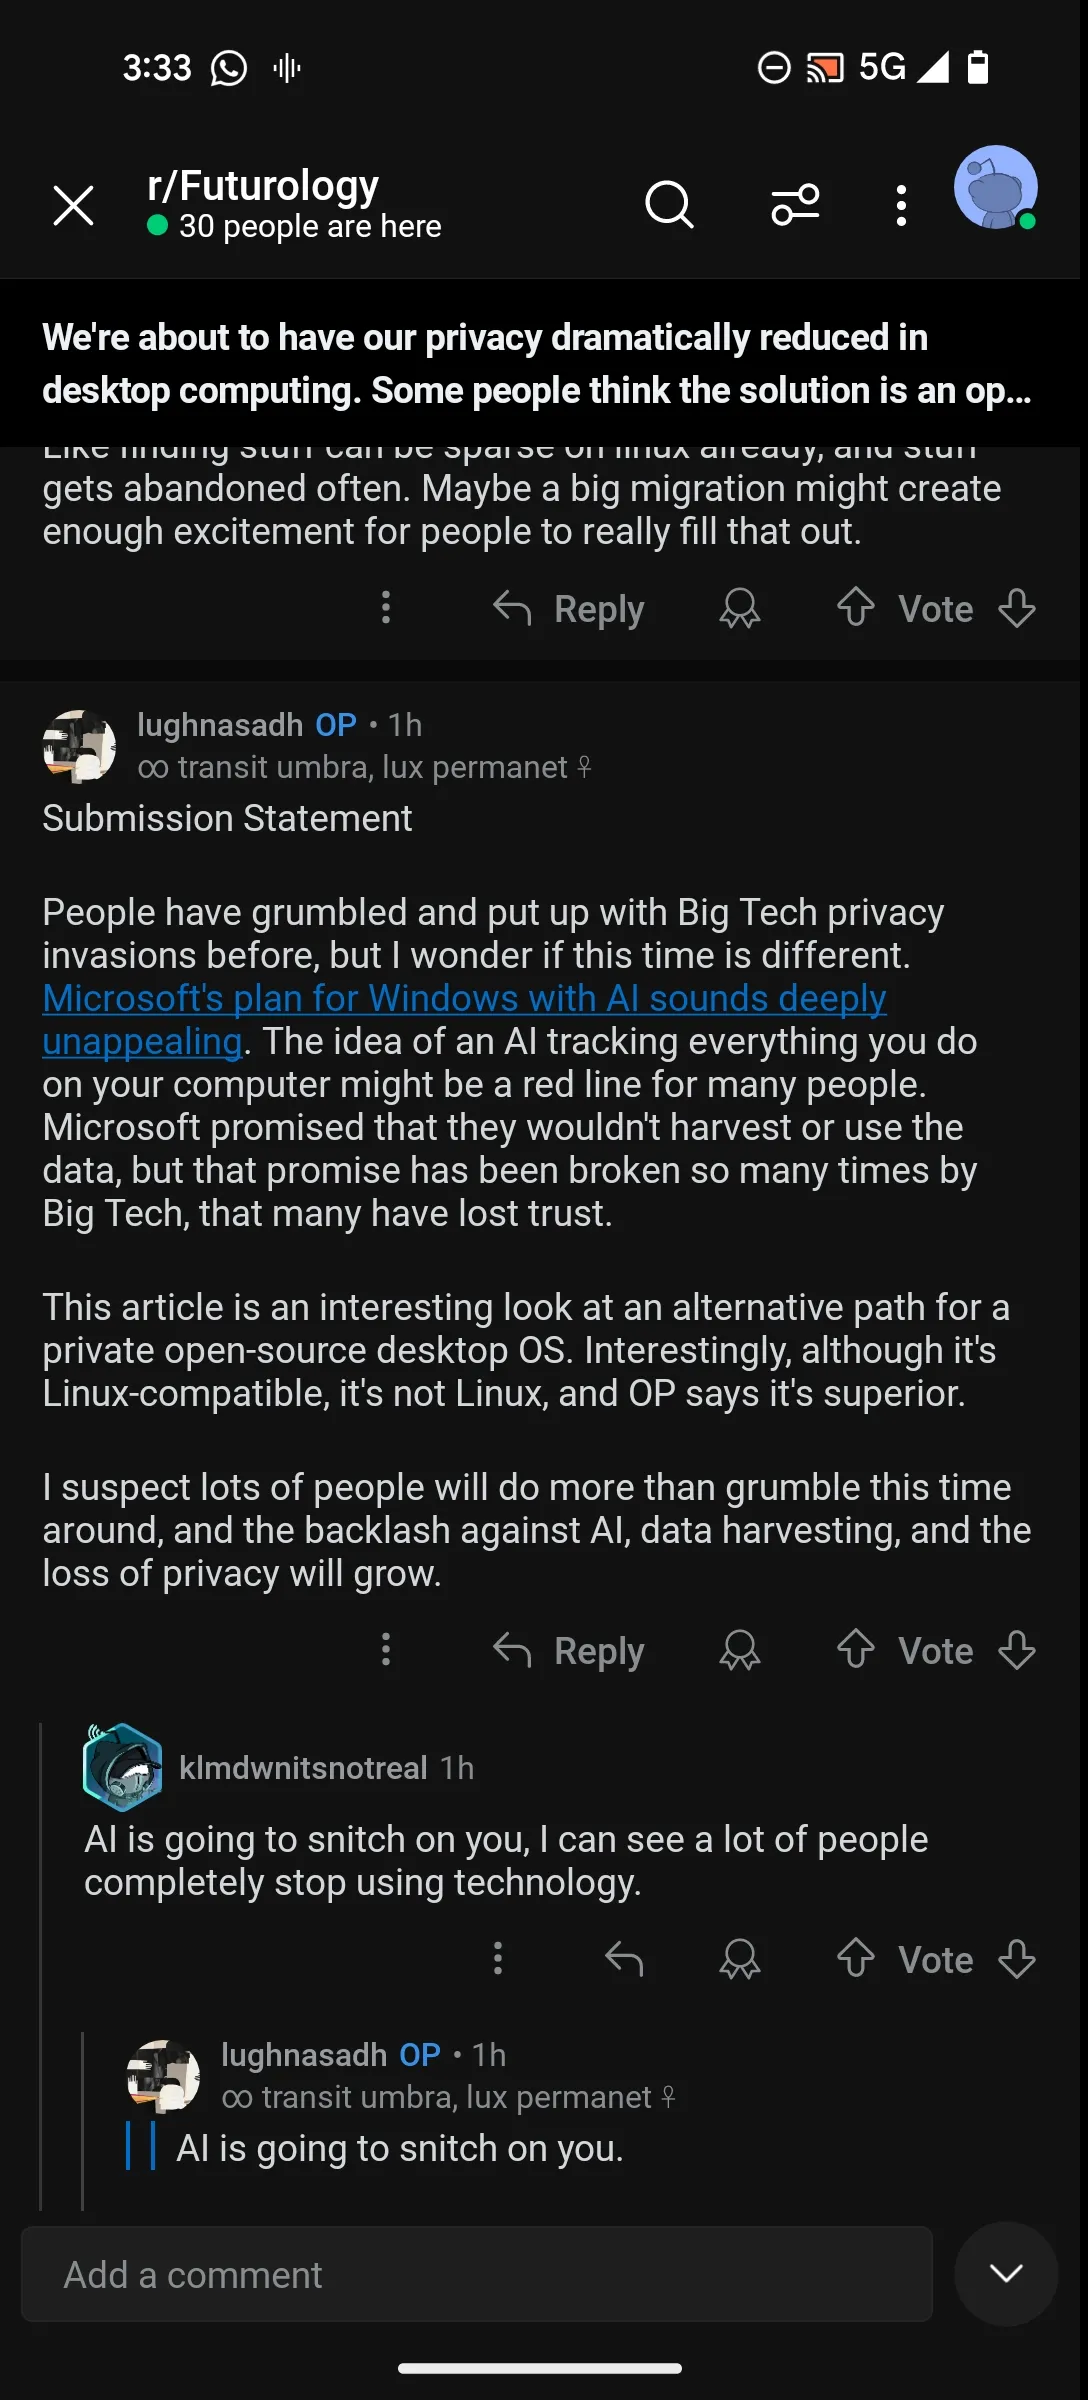 3:33
5G
r/Futurology
30 people are here
We're about to have our privacy dramatically reduced in
desktop computing. Some people think the solution is an op...
Like finding stuff can be sparse on linux already, and stuff
gets abandoned often. Maybe a big migration might create
enough excitement for people to really fill that out.
Reply
Vote
lughnasadh OP • 1h
∞ transit umbra, lux permanet ♀
Submission Statement
People have grumbled and put up with Big Tech privacy
invasions before, but I wonder if this time is different.
Microsoft's plan for Windows with AI sounds deeply
unappealing. The idea of an AI tracking everything you do
on your computer might be a red line for many people.
Microsoft promised that they wouldn't harvest or use the
data, but that promise has been broken so many times by
Big Tech, that many have lost trust.
This article is an interesting look at an alternative path for a
private open-source desktop OS. Interestingly, although it's
Linux-compatible, it's not Linux, and OP says it's superior.
I suspect lots of people will do more than grumble this time
around, and the backlash against AI, data harvesting, and the
loss of privacy will grow.
Reply
Vote
klmdwnitsnotreal 1h
AI is going to snitch on you, I can see a lot of people
completely stop using technology.
Vote
lughnasadh OP • 1h
∞ transit umbra, lux permanet ♀
AI is going to snitch on you.
Add a comment